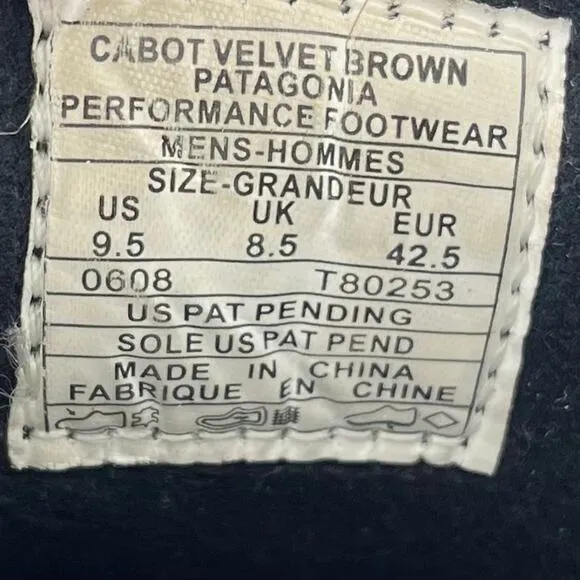 CABOT VELVET BROWN
PATAGONIA
PERFORMANCE FOOTWEAR
MENS-HOMMES
SIZE-GRANDEUR
US UK EUR
9.5 8.5 42.5
0608 T80253
US PAT PENDING
SOLE US PAT PEND
MADE IN CHINA
FABRIQUE EN CHINE